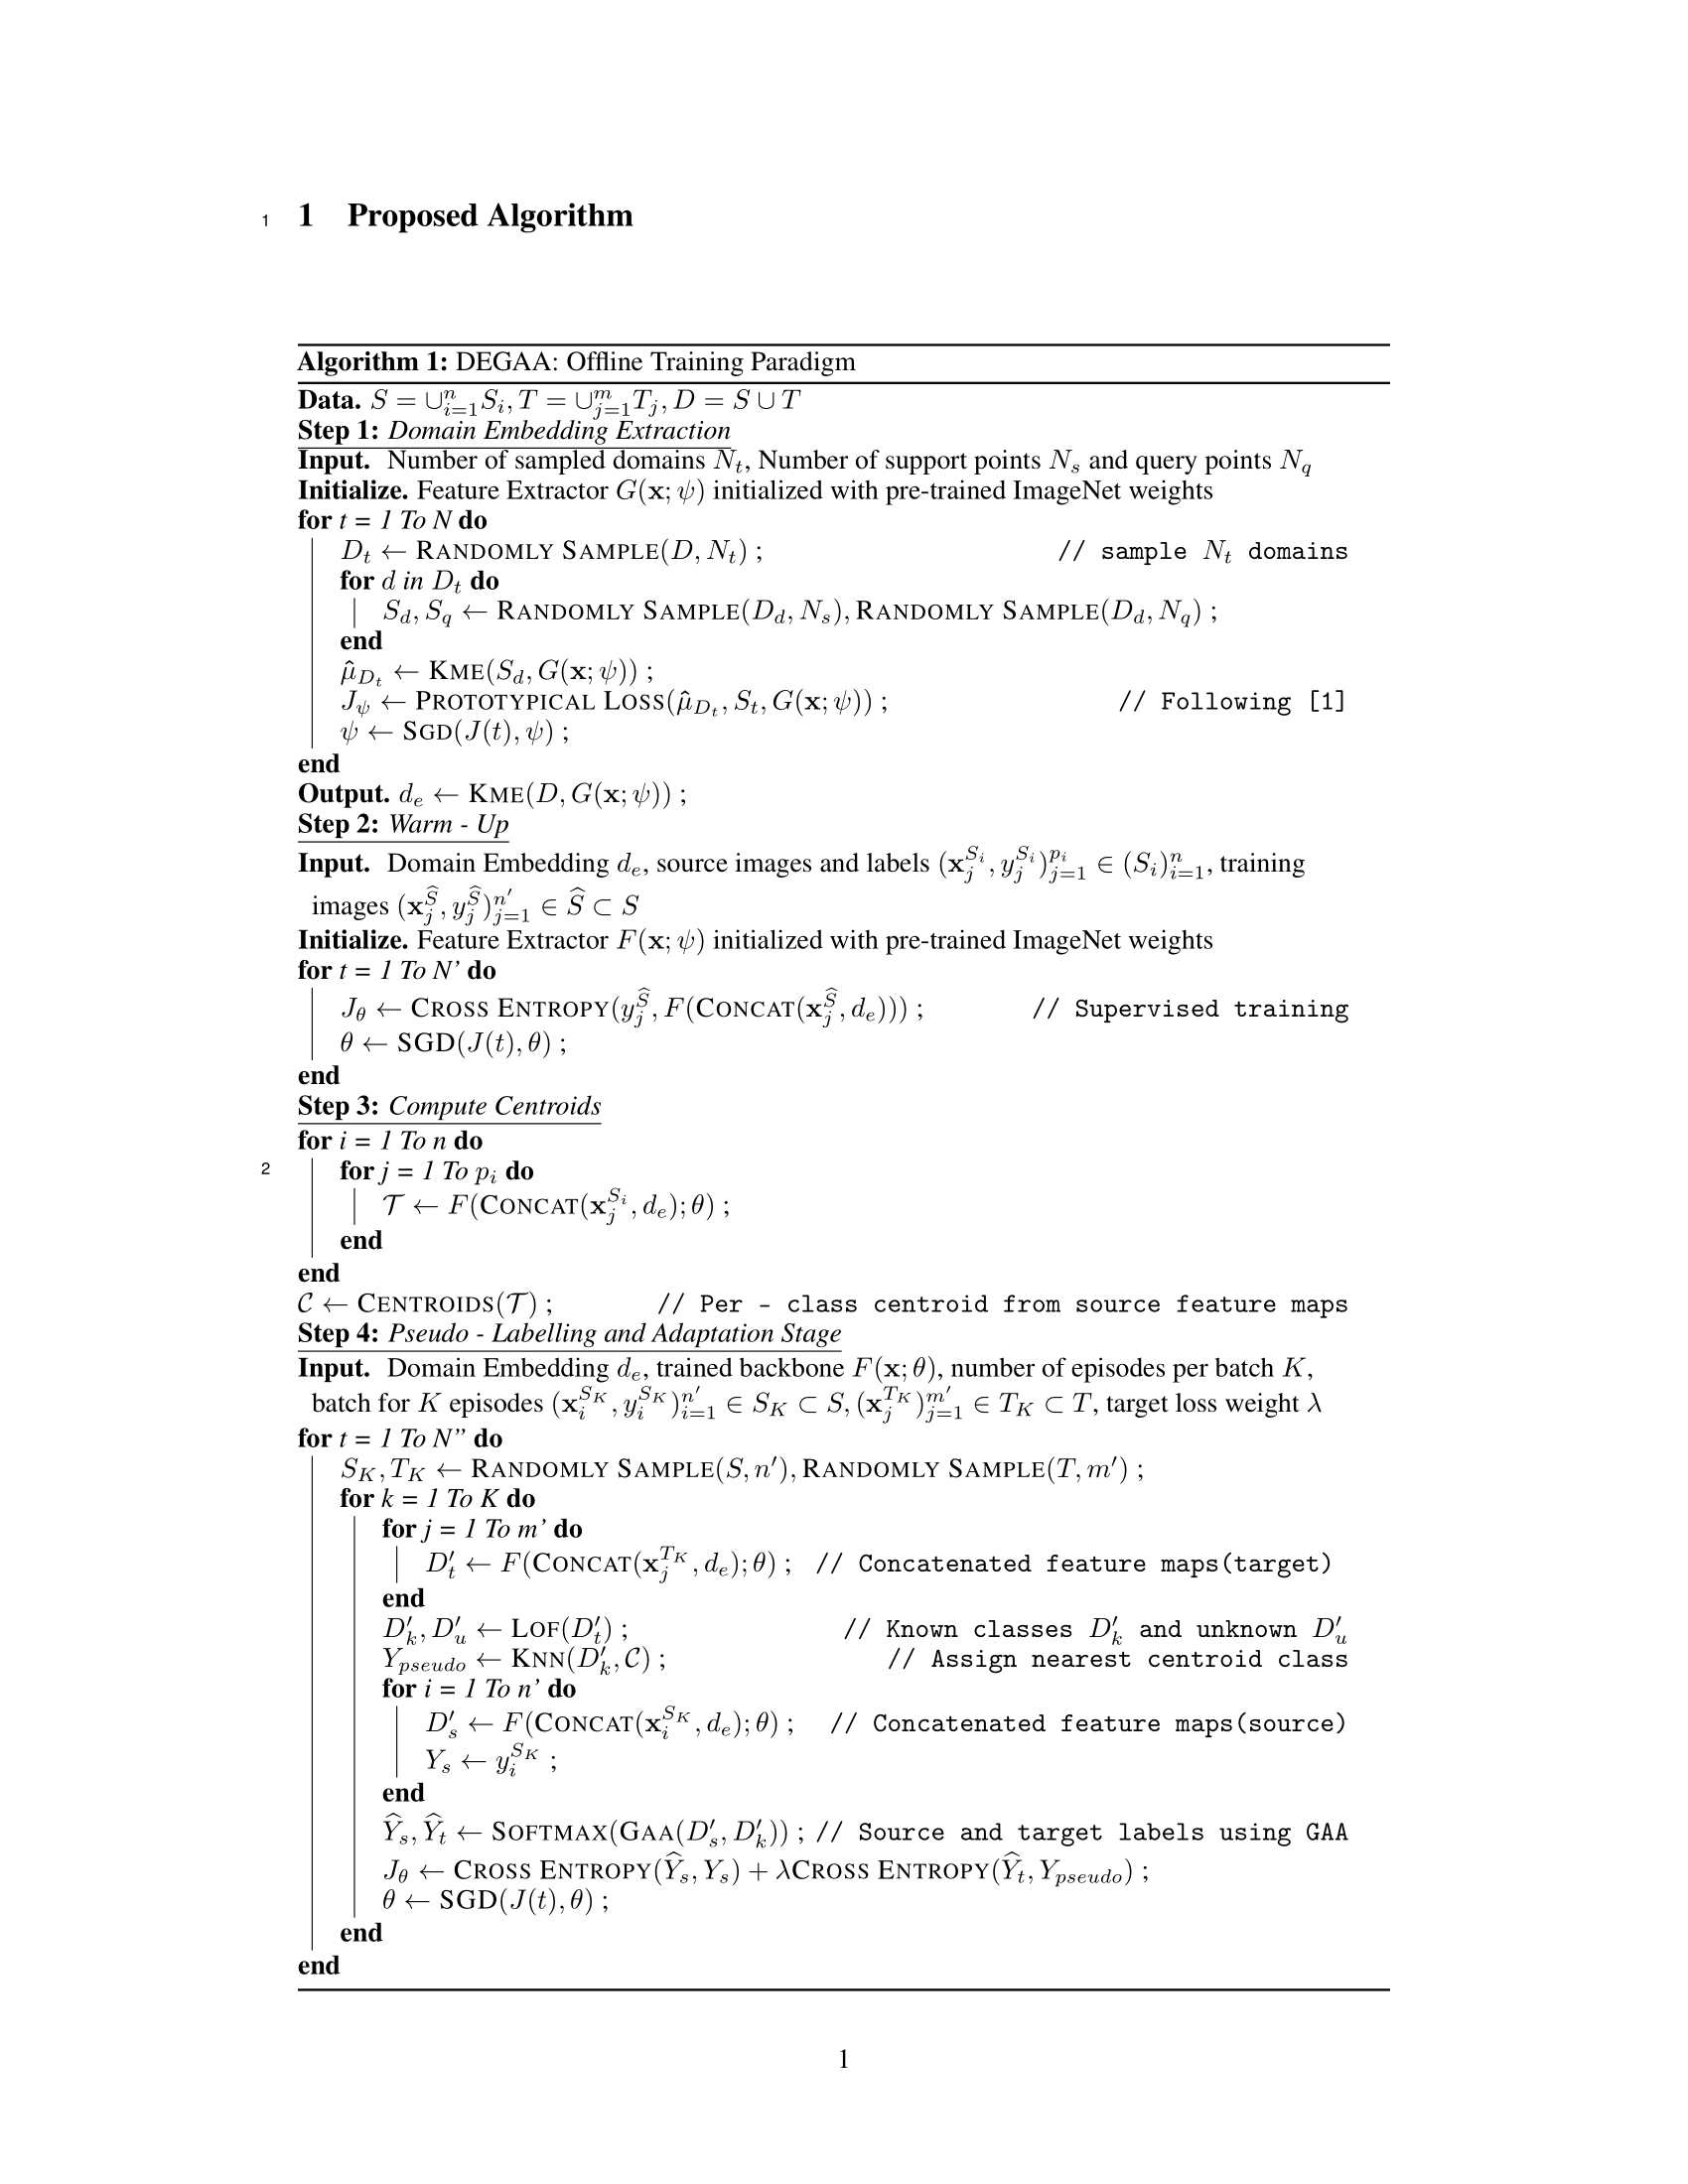 1 1 Proposed Algorithm
Algorithm 1: DEGAA: Offline Training Paradigm
Data. $S = \cup_{i=1}^{n} S_i, T = \cup_{j=1}^{m} T_j, D = S \cup T$
Step 1: Domain Embedding Extraction
Input. Number of sampled domains $N_t$, Number of support points $N_s$ and query points $N_q$
Initialize. Feature Extractor $G(\mathbf{x}; \psi)$ initialized with pre-trained ImageNet weights
for t = 1 To N do
$D_t \leftarrow$ RANDOMLY SAMPLE$(D, N_t)$ ; // sample $N_t$ domains
for d in $D_t$ do
$S_d, S_q \leftarrow$ RANDOMLY SAMPLE$(D_d, N_s)$, RANDOMLY SAMPLE$(D_d, N_q)$ ;
end
$\hat{\mu}_{D_t} \leftarrow$ KME$(S_d, G(\mathbf{x}; \psi))$ ;
$J_\psi \leftarrow$ PROTOTYPICAL LOSS$(\hat{\mu}_{D_t}, S_t, G(\mathbf{x}; \psi))$ ; // Following [1]
$\psi \leftarrow$ SGD$(J(t), \psi)$ ;
end
Output. $d_e \leftarrow$ KME$(D, G(\mathbf{x}; \psi))$ ;
Step 2: Warm - Up
Input. Domain Embedding $d_e$, source images and labels $(\mathbf{x}_j^{S_i}, y_j^{S_i})_{j=1}^{p_i} \in (S_i)_{i=1}^{n}$, training
images $(\mathbf{x}_j^{\widehat{S}}, y_j^{\widehat{S}})_{j=1}^{n'} \in \widehat{S} \subset S$
Initialize. Feature Extractor $F(\mathbf{x}; \psi)$ initialized with pre-trained ImageNet weights
for t = 1 To N' do
$J_\theta \leftarrow$ CROSS ENTROPY$(y_j^{\widehat{S}}, F($CONCAT$(\mathbf{x}_j^{\widehat{S}}, d_e)))$ ; // Supervised training
$\theta \leftarrow$ SGD$(J(t), \theta)$ ;
end
Step 3: Compute Centroids
for i = 1 To n do
2 for j = 1 To $p_i$ do
$\mathcal{T} \leftarrow F($CONCAT$(\mathbf{x}_j^{S_i}, d_e); \theta)$ ;
end
end
$\mathcal{C} \leftarrow$ CENTROIDS$(\mathcal{T})$ ; // Per - class centroid from source feature maps
Step 4: Pseudo - Labelling and Adaptation Stage
Input. Domain Embedding $d_e$, trained backbone $F(\mathbf{x}; \theta)$, number of episodes per batch $K$,
batch for $K$ episodes $(\mathbf{x}_i^{S_K}, y_i^{S_K})_{i=1}^{n'} \in S_K \subset S, (\mathbf{x}_j^{T_K})_{j=1}^{m'} \in T_K \subset T$, target loss weight $\lambda$
for t = 1 To N" do
$S_K, T_K \leftarrow$ RANDOMLY SAMPLE$(S, n')$, RANDOMLY SAMPLE$(T, m')$ ;
for k = 1 To K do
for j = 1 To m' do
$D'_t \leftarrow F($CONCAT$(\mathbf{x}_j^{T_K}, d_e); \theta)$ ; // Concatenated feature maps(target)
end
$D'_k, D'_u \leftarrow$ LOF$(D'_t)$ ; // Known classes $D'_k$ and unknown $D'_u$
$Y_{pseudo} \leftarrow$ KNN$(D'_k, \mathcal{C})$ ; // Assign nearest centroid class
for i = 1 To n' do
$D'_s \leftarrow F($CONCAT$(\mathbf{x}_i^{S_K}, d_e); \theta)$ ; // Concatenated feature maps(source)
$Y_s \leftarrow y_i^{S_K}$ ;
end
$\widehat{Y}_s, \widehat{Y}_t \leftarrow$ SOFTMAX(GAA$(D'_s, D'_k))$ ; // Source and target labels using GAA
$J_\theta \leftarrow$ CROSS ENTROPY$(\widehat{Y}_s, Y_s) + \lambda$CROSS ENTROPY$(\widehat{Y}_t, Y_{pseudo})$ ;
$\theta \leftarrow$ SGD$(J(t), \theta)$ ;
end
end
1